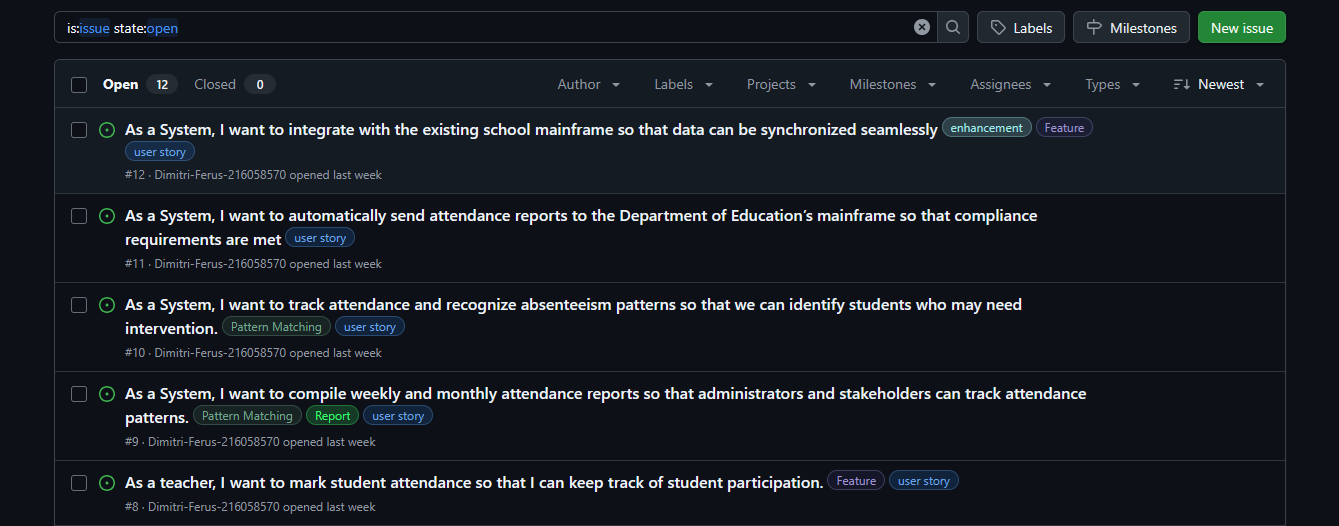 is:issue state:open
Labels
Milestones
New issue
Open 12 Closed 0 Author Labels Projects Milestones Assignees Types Newest
As a System, I want to integrate with the existing school mainframe so that data can be synchronized seamlessly enhancement Feature
user story
#12 · Dimitri-Ferus-216058570 opened last week
As a System, I want to automatically send attendance reports to the Department of Education’s mainframe so that compliance
requirements are met user story
#11 · Dimitri-Ferus-216058570 opened last week
As a System, I want to track attendance and recognize absenteeism patterns so that we can identify students who may need
intervention. Pattern Matching user story
#10 · Dimitri-Ferus-216058570 opened last week
As a System, I want to compile weekly and monthly attendance reports so that administrators and stakeholders can track attendance
patterns. Pattern Matching Report user story
#9 · Dimitri-Ferus-216058570 opened last week
As a teacher, I want to mark student attendance so that I can keep track of student participation. Feature user story
#8 · Dimitri-Ferus-216058570 opened last week